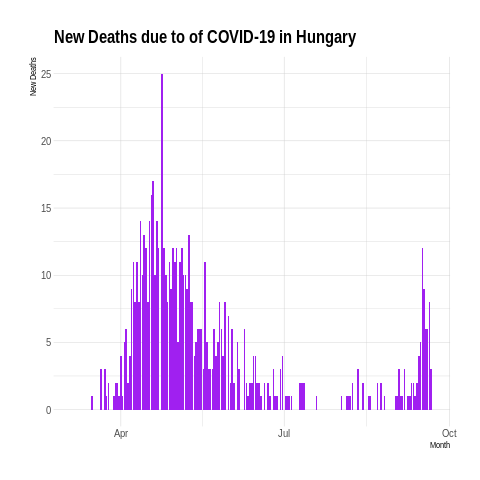 New Deaths due to of COVID-19 in Hungary
New Deaths
25
20
15
10
5
0
Apr
Jul
Oct
Month